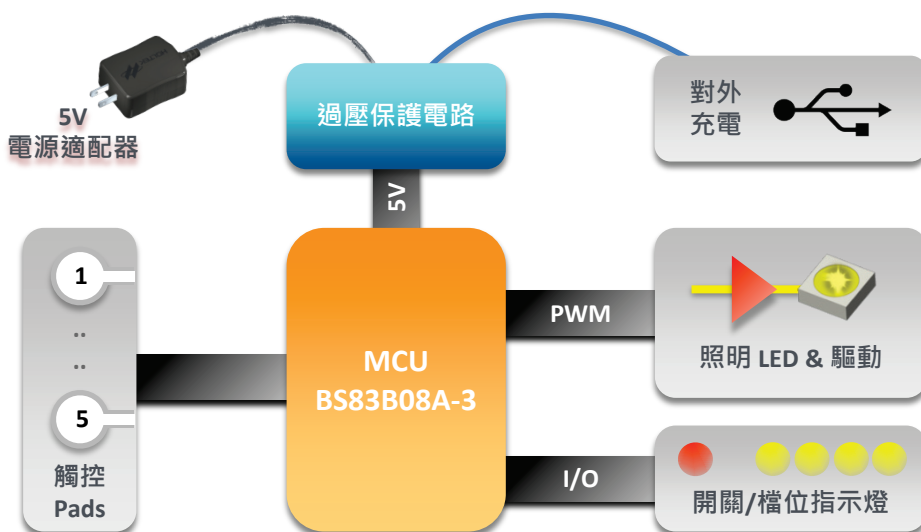 5V
電源適配器
過壓保護電路
對外
充電
5V
1
..
..
5
觸控
Pads
MCU
BS83B08A-3
PWM
照明 LED & 驅動
I/O
開關/檔位指示燈